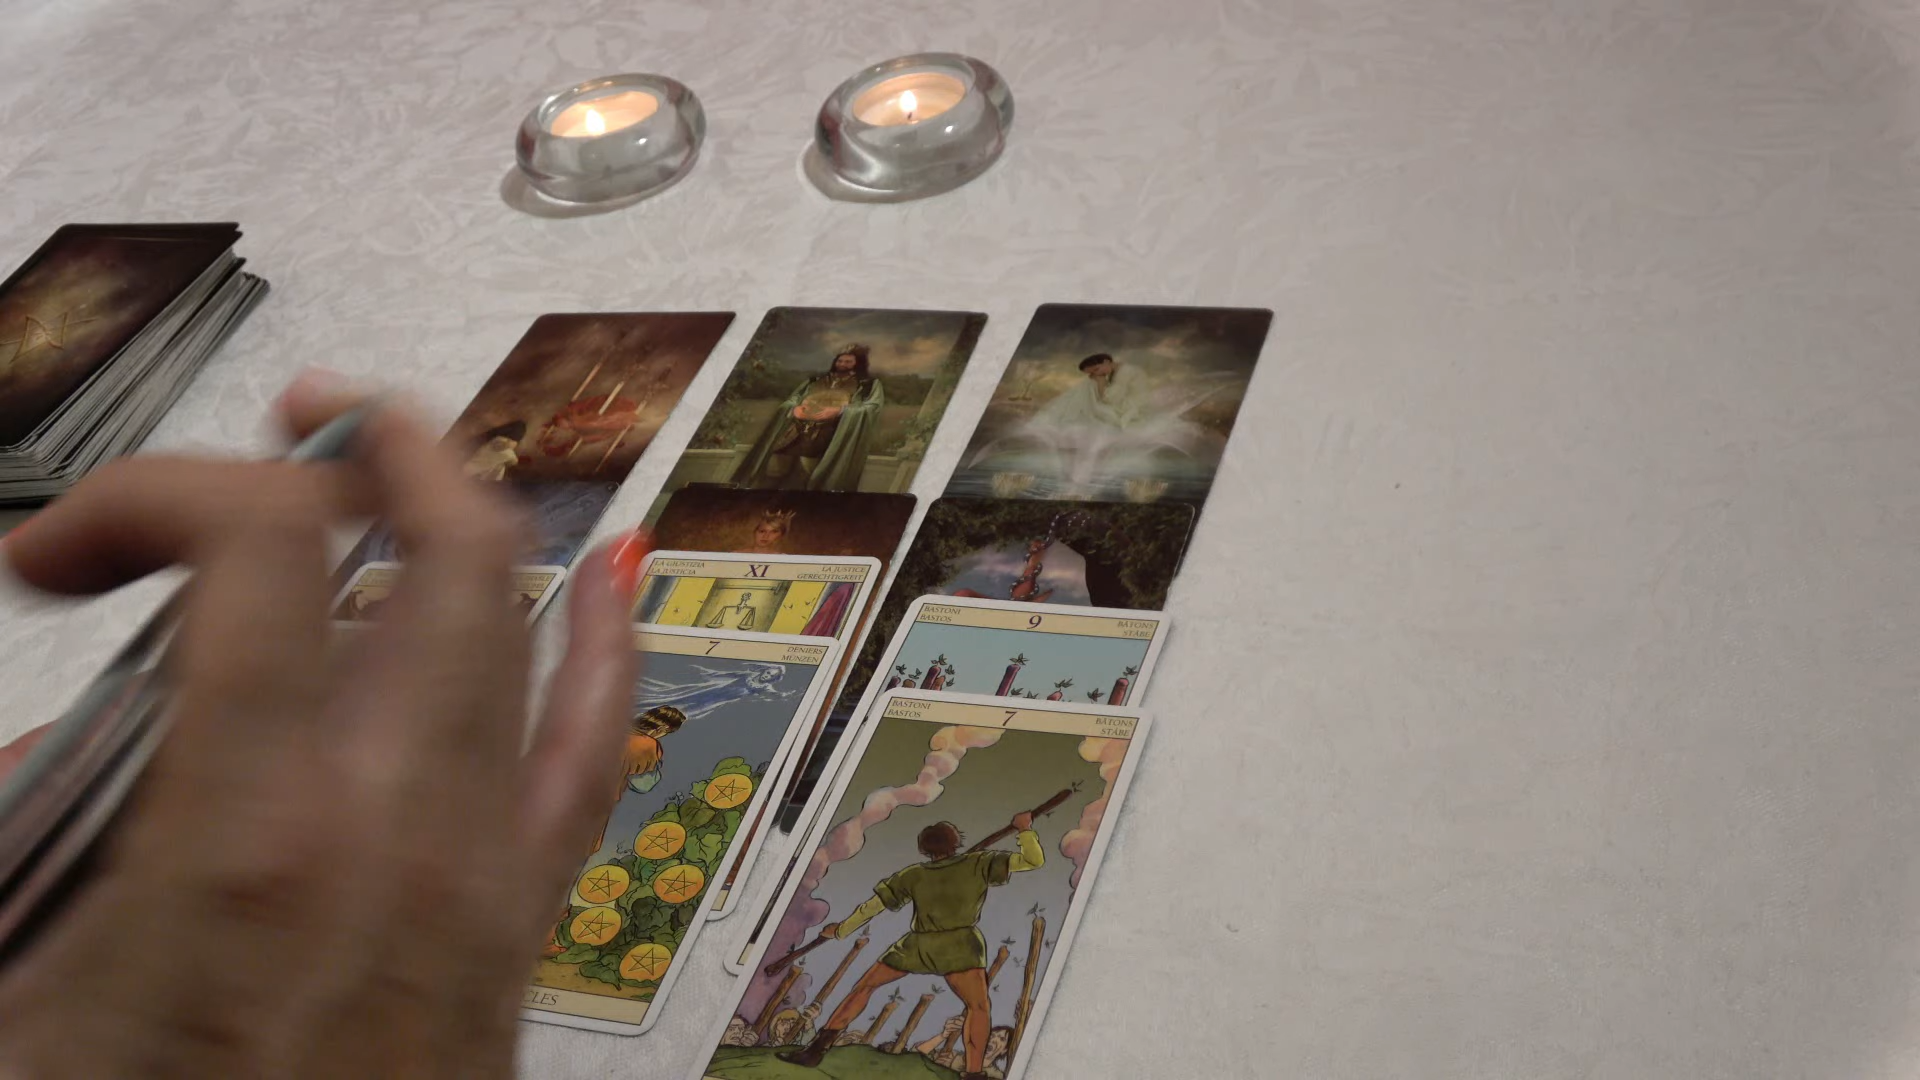 LA GIUSTIZIA
LA JUSTICIA
XI
LA JUSTICE
GERECHTIGKEIT
7
DENIERS
MÜNZEN
CLES
BASTONI
BASTOS
9
BÂTONS
STÄBE
BASTONI
BASTOS
7
BÂTONS
STÄBE